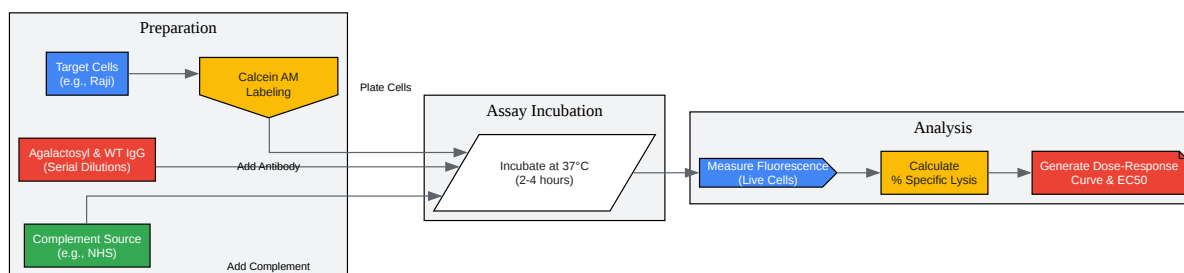 Preparation
Target Cells
(e.g., Raji)
Calcein AM
Labeling
Plate Cells
Agalactosyl & WT IgG
(Serial Dilutions)
Add Antibody
Complement Source
(e.g., NHS)
Add Complement
Assay Incubation
Incubate at 37°C
(2-4 hours)
Analysis
Measure Fluorescence
(Live Cells)
Calculate
% Specific Lysis
Generate Dose-Response
Curve & EC50